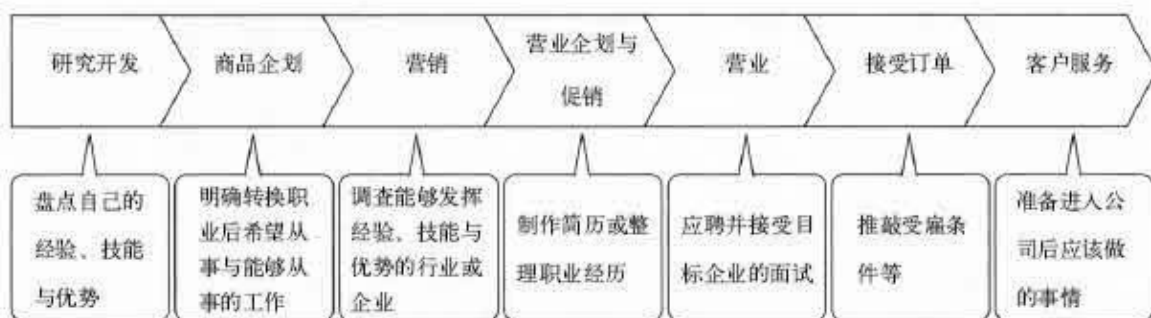 研究开发
商品企划
营销
营业企划与
促销
营业
接受订单
客户服务
盘点自己的
经验、技能
与优势
明确转换职
业后希望从
事与能够从
事的工作
调查能够发挥
经验、技能与
优势的行业或
企业
制作简历或整
理职业经历
应聘并接受目
标企业的面试
推敲受雇条
件等
准备进入公
司后应该做
的事情